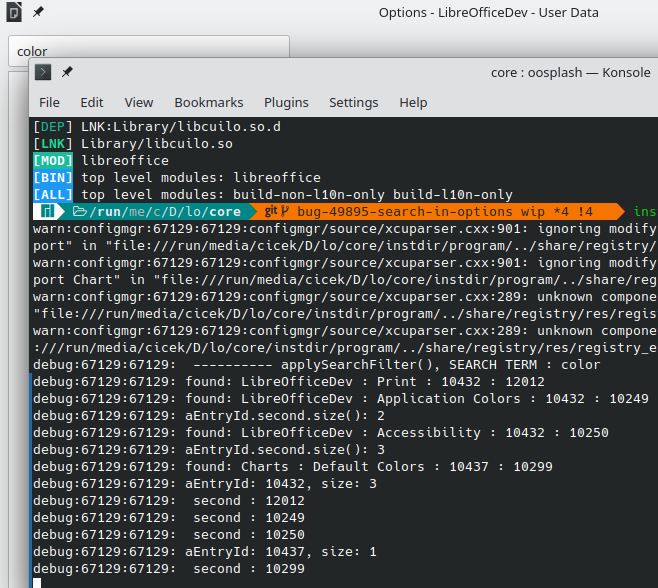 Options - LibreOfficeDev - User Data
color
core : oosplash — Konsole
File Edit View Bookmarks Plugins Settings Help
[DEP] LNK:Library/libcuilo.so.d
[LNK] Library/libcuilo.so
[MOD] libreoffice
[BIN] top level modules: libreoffice
[ALL] top level modules: build-non-l10n-only build-l10n-only
/run/me/c/D/lo/core git bug-49895-search-in-options wip *4 !4 ins
warn:configmgr:67129:67129:configmgr/source/xcuparser.cxx:901: ignoring modify
port" in "file:///run/media/cicek/D/lo/core/instdir/program/../share/registry/
warn:configmgr:67129:67129:configmgr/source/xcuparser.cxx:901: ignoring modify
port Chart" in "file:///run/media/cicek/D/lo/core/instdir/program/../share/reg
warn:configmgr:67129:67129:configmgr/source/xcuparser.cxx:289: unknown compone
"file:///run/media/cicek/D/lo/core/instdir/program/../share/registry/res/regis
warn:configmgr:67129:67129:configmgr/source/xcuparser.cxx:289: unknown compone
:///run/media/cicek/D/lo/core/instdir/program/../share/registry/res/registry_e
debug:67129:67129:  ---------- applySearchFilter(), SEARCH TERM : color
debug:67129:67129: found: LibreOfficeDev : Print : 10432 : 12012
debug:67129:67129: found: LibreOfficeDev : Application Colors : 10432 : 10249
debug:67129:67129: aEntryId.second.size(): 2
debug:67129:67129: found: LibreOfficeDev : Accessibility : 10432 : 10250
debug:67129:67129: aEntryId.second.size(): 3
debug:67129:67129: found: Charts : Default Colors : 10437 : 10299
debug:67129:67129: aEntryId: 10432, size: 3
debug:67129:67129:  second : 12012
debug:67129:67129:  second : 10249
debug:67129:67129:  second : 10250
debug:67129:67129: aEntryId: 10437, size: 1
debug:67129:67129:  second : 10299